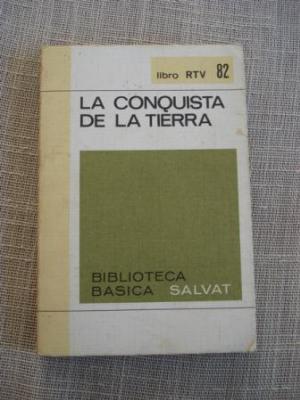 libro RTV 82
LA CONQUISTA
DE LA TIERRA
BIBLIOTECA
BASICA SALVAT